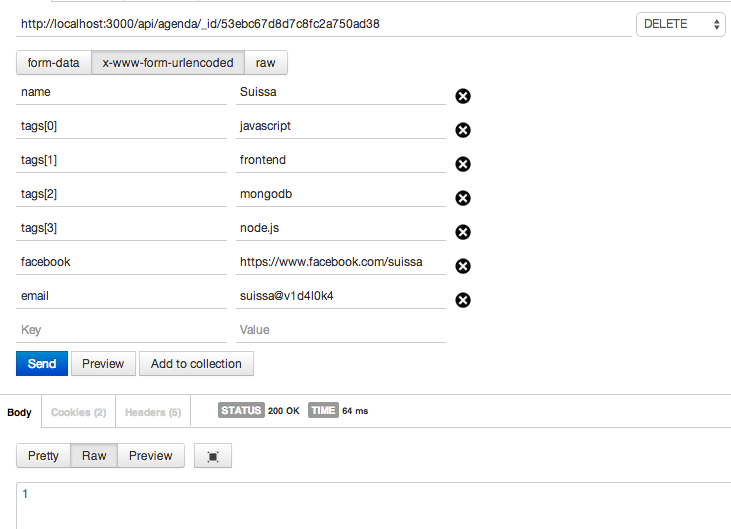 http://localhost:3000/api/agenda/_id/53ebc67d8d7c8fc2a750ad38 DELETE
form-data x-www-form-urlencoded raw
name Suissa
tags[0] javascript
tags[1] frontend
tags[2] mongodb
tags[3] node.js
facebook https://www.facebook.com/suissa
email suissa@v1d4l0k4
Key Value
Send Preview Add to collection
Body Cookies (2) Headers (5) STATUS 200 OK TIME 64 ms
Pretty Raw Preview
1